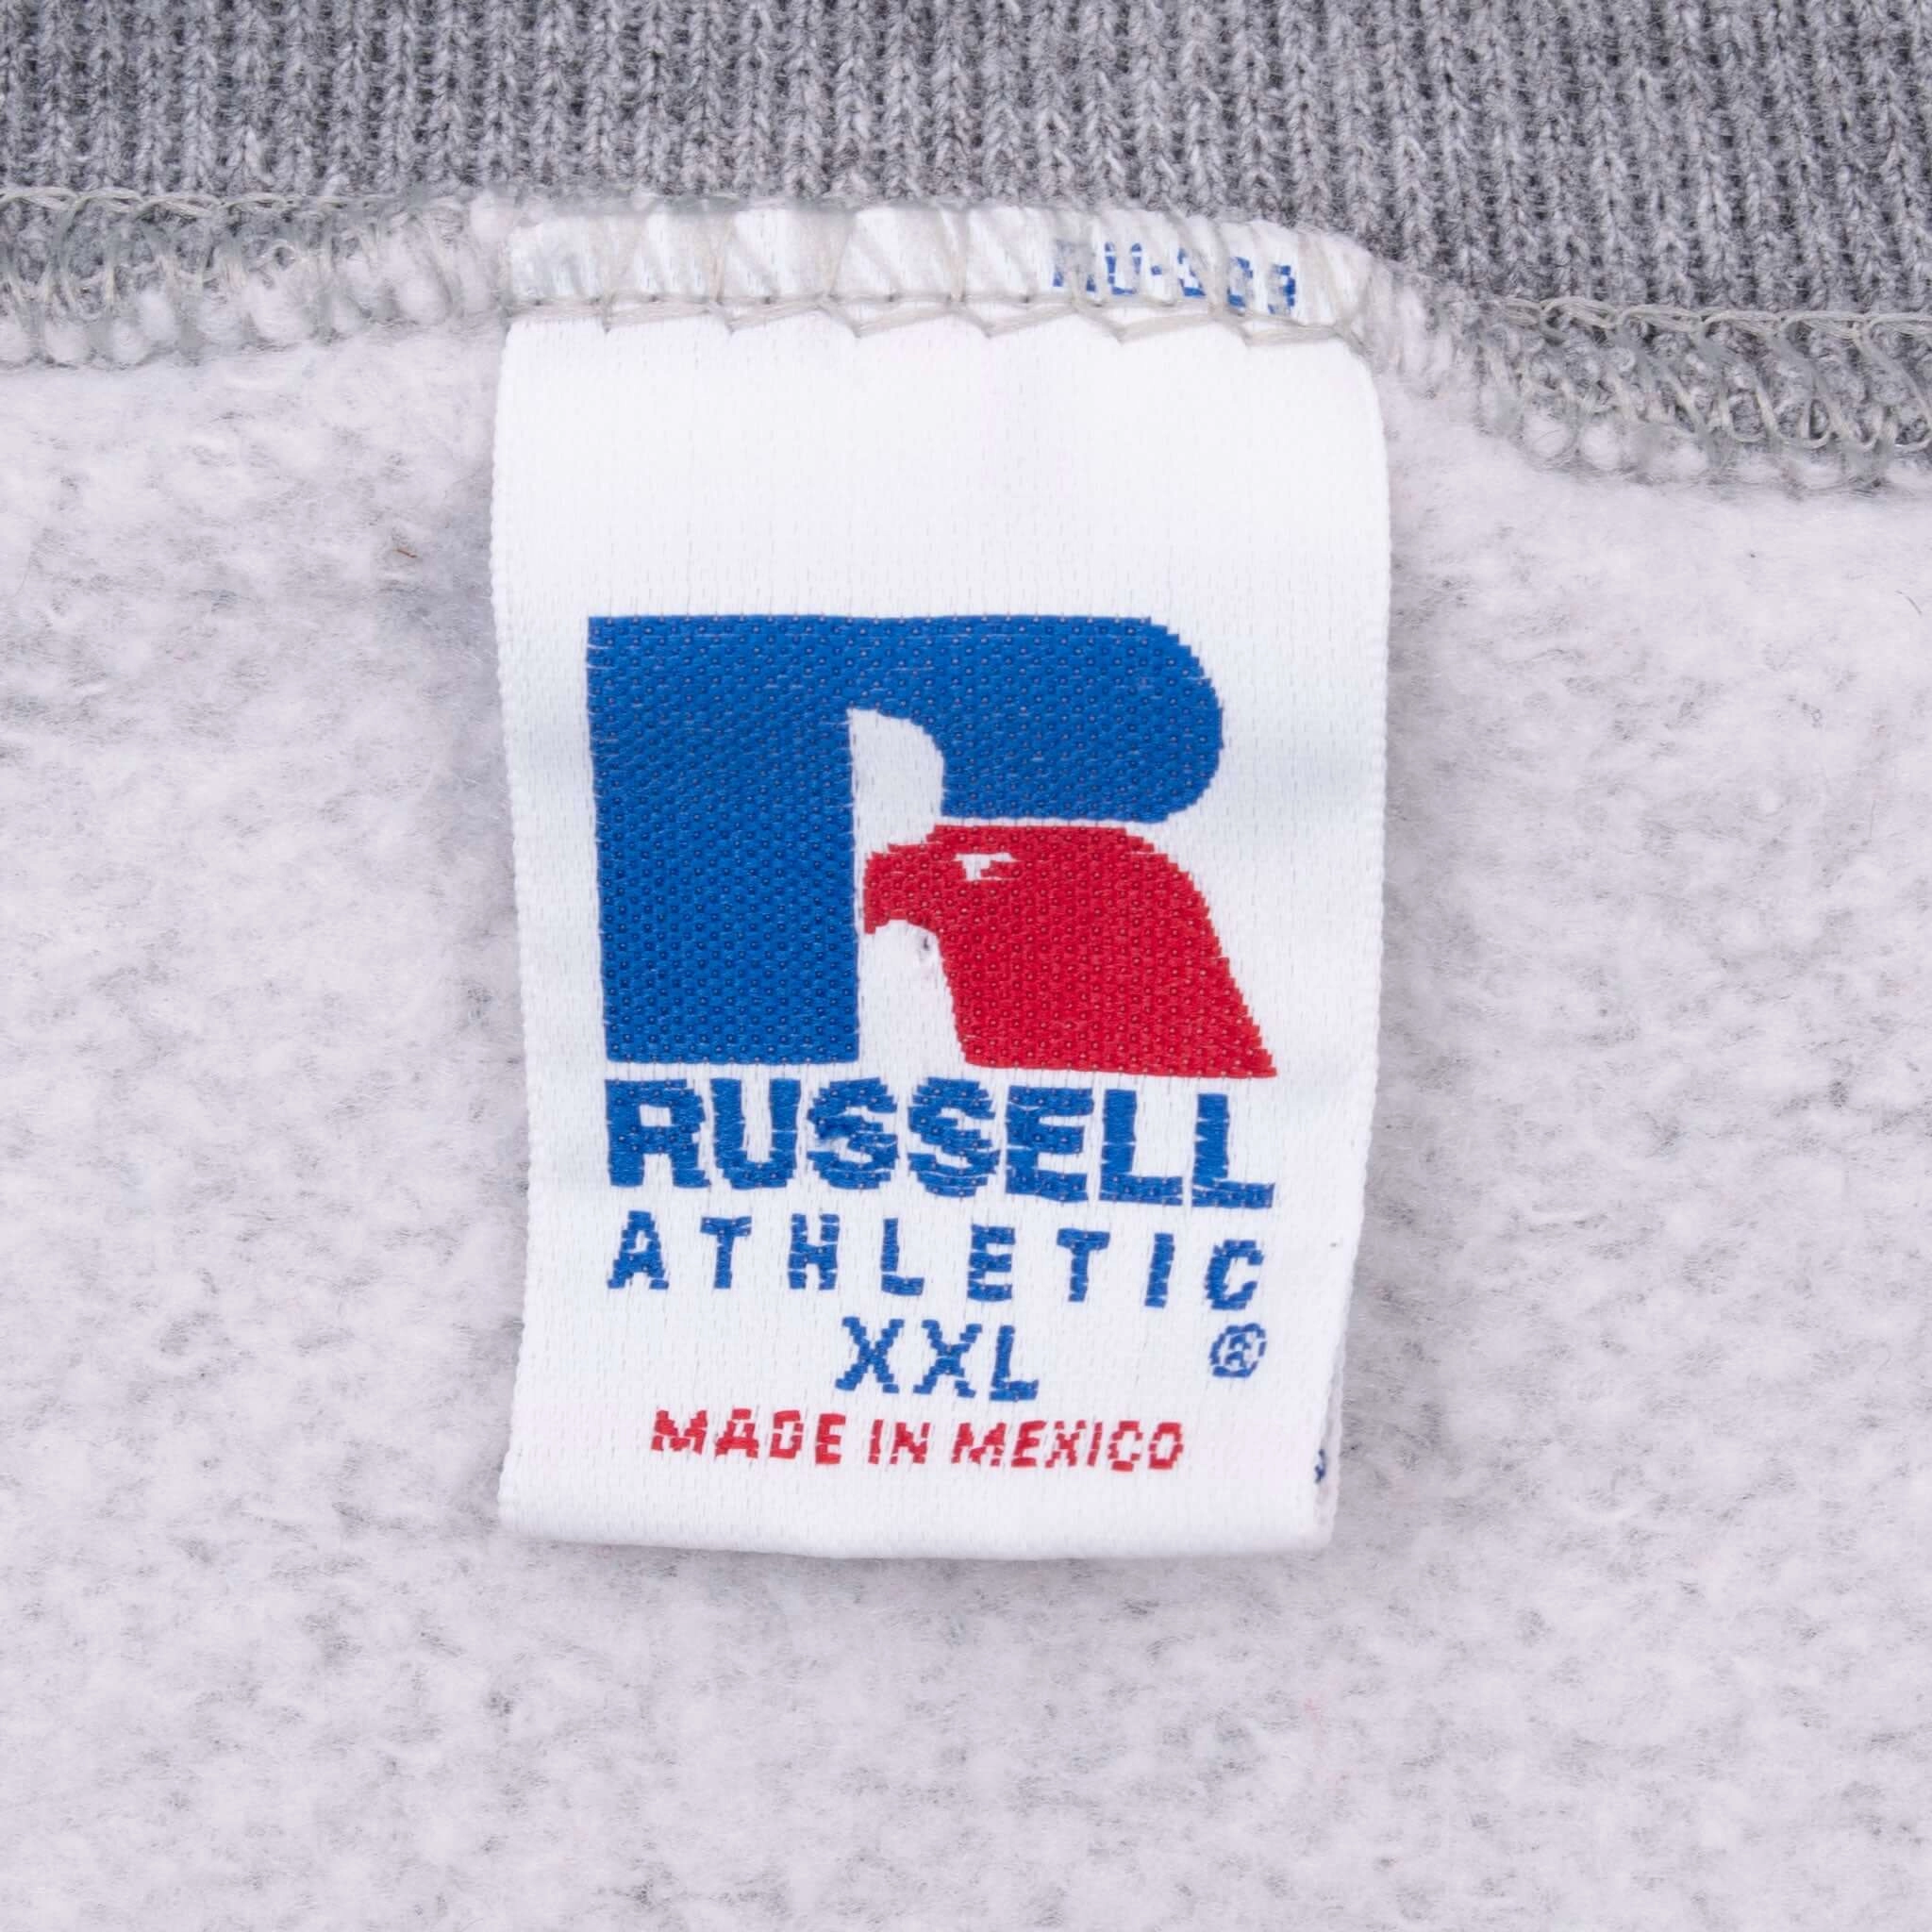 RUSSELL
ATHLETIC
XXL ®
MADE IN MEXICO